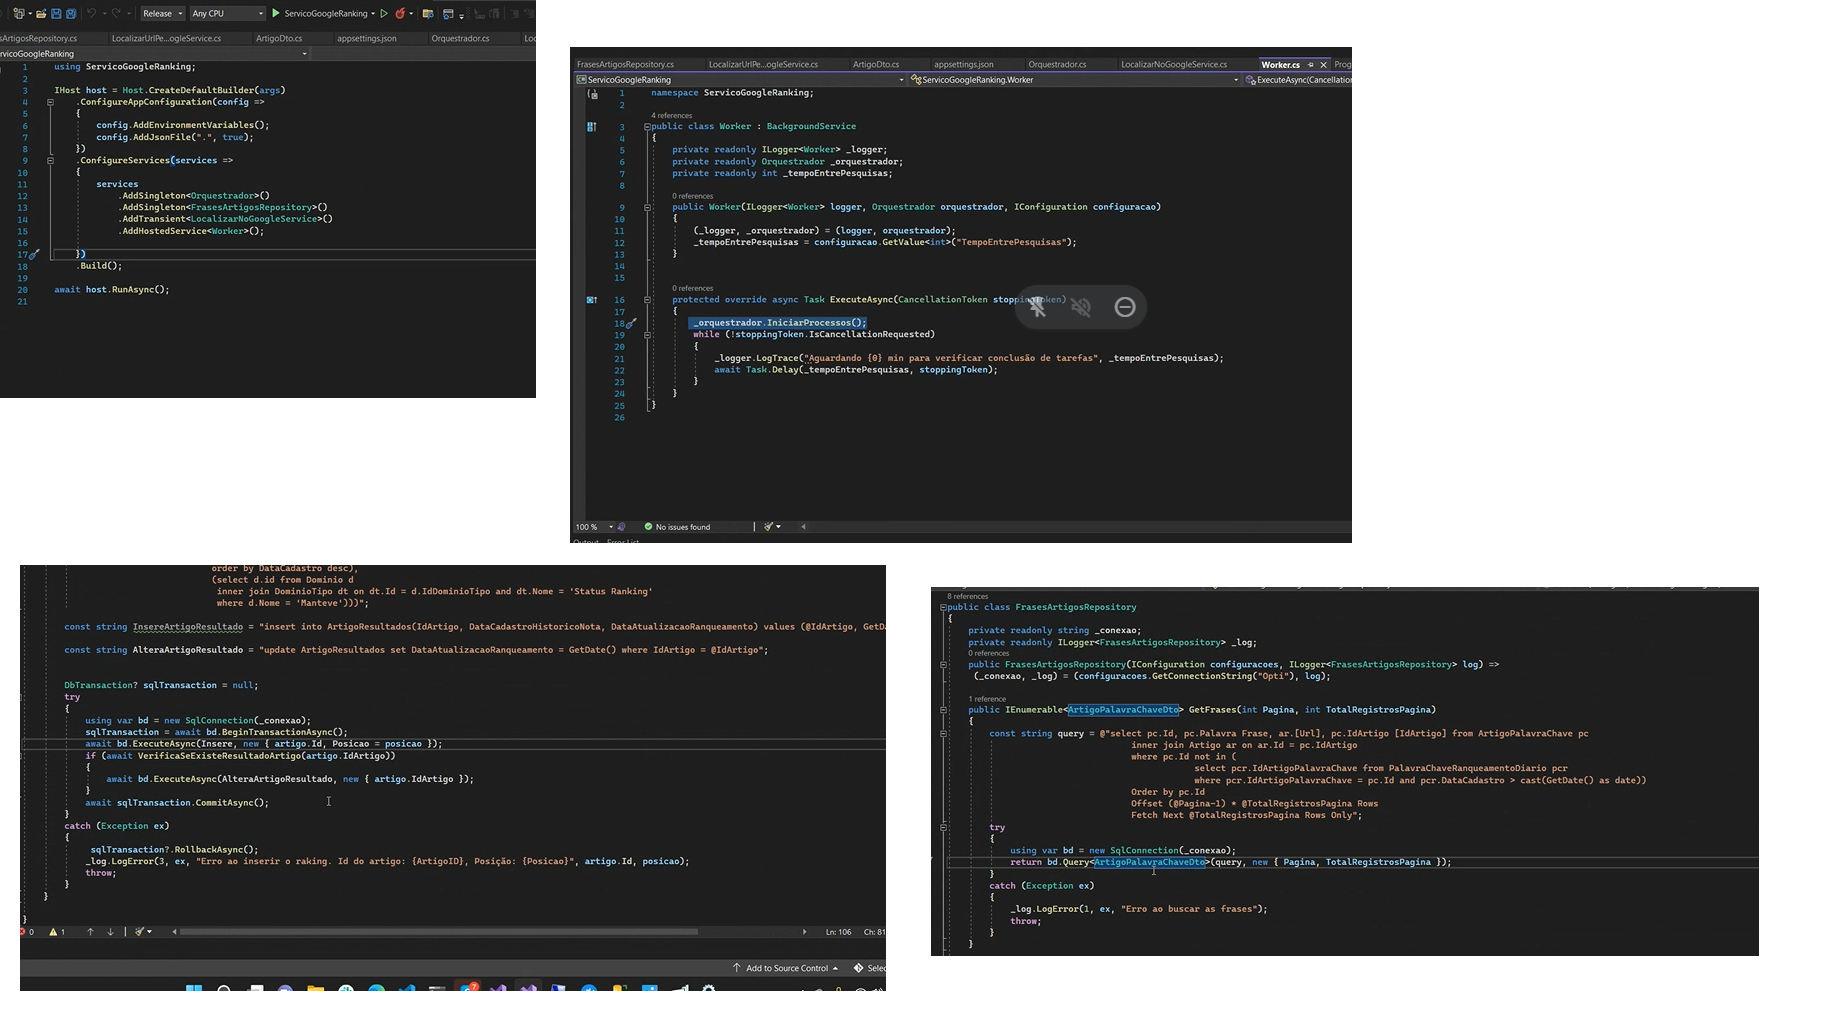 Release
Any CPU
ServicoGoogleRanking
sArtigosRepository.cs
LocalizarUrlPe...ogleService.cs
ArtigoDto.cs
appsettings.json
Orquestrador.cs
Loc
rvicoGoogleRanking
1 using ServicoGoogleRanking;
2
3 IHost host = Host.CreateDefaultBuilder(args)
4 .ConfigureAppConfiguration(config =>
5 {
6 config.AddEnvironmentVariables();
7 config.AddJsonFile(".", true);
8 })
9 .ConfigureServices(services =>
10 {
11 services
12 .AddSingleton<Orquestrador>()
13 .AddSingleton<FrasesArtigosRepository>()
14 .AddTransient<LocalizarNoGoogleService>()
15 .AddHostedService<Worker>();
16
17 })
18 .Build();
19
20 await host.RunAsync();
21
FrasesArtigosRepository.cs
LocalizarUrlPe...ogleService.cs
ArtigoDto.cs
appsettings.json
Orquestrador.cs
LocalizarNoGoogleService.cs
Worker.cs
Prog
ServicoGoogleRanking
ServicoGoogleRanking.Worker
ExecuteAsync(Cancellation
1 namespace ServicoGoogleRanking;
2
4 references
3 public class Worker : BackgroundService
4 {
5 private readonly ILogger<Worker> _logger;
6 private readonly Orquestrador _orquestrador;
7 private readonly int _tempoEntrePesquisas;
8
0 references
9 public Worker(ILogger<Worker> logger, Orquestrador orquestrador, IConfiguration configuracao)
10 {
11 (_logger, _orquestrador) = (logger, orquestrador);
12 _tempoEntrePesquisas = configuracao.GetValue<int>("TempoEntrePesquisas");
13 }
14
15
0 references
16 protected override async Task ExecuteAsync(CancellationToken stoppingToken)
17 {
18 _orquestrador.IniciarProcessos();
19 while (!stoppingToken.IsCancellationRequested)
20 {
21 _logger.LogTrace("Aguardando {0} min para verificar conclusão de tarefas", _tempoEntrePesquisas);
22 await Task.Delay(_tempoEntrePesquisas, stoppingToken);
23 }
24 }
25 }
26
100 %
No issues found
Output Error List
order by DataCadastro desc),
(select d.id from Dominio d
inner join DominioTipo dt on dt.Id = d.IdDominioTipo and dt.Nome = 'Status Ranking'
where d.Nome = 'Manteve')))";
const string InsereArtigoResultado = "insert into ArtigoResultados(IdArtigo, DataCadastroHistoricoNota, DataAtualizacaoRanqueamento) values (@IdArtigo, GetDa
const string AlteraArtigoResultado = "update ArtigoResultados set DataAtualizacaoRanqueamento = GetDate() where IdArtigo = @IdArtigo";
DbTransaction? sqlTransaction = null;
try
{
using var bd = new SqlConnection(_conexao);
sqlTransaction = await bd.BeginTransactionAsync();
await bd.ExecuteAsync(Insere, new { artigo.Id, Posicao = posicao });
if (await VerificaSeExisteResultadoArtigo(artigo.IdArtigo))
{
await bd.ExecuteAsync(AlteraArtigoResultado, new { artigo.IdArtigo });
}
await sqlTransaction.CommitAsync();
}
catch (Exception ex)
{
sqlTransaction?.RollbackAsync();
_log.LogError(3, ex, "Erro ao inserir o raking. Id do artigo: {ArtigoID}, Posição: {Posicao}", artigo.Id, posicao);
throw;
}
}
}
0
1
Ln: 106
Ch: 81
Add to Source Control
Selec
7
8 references
public class FrasesArtigosRepository
{
private readonly string _conexao;
private readonly ILogger<FrasesArtigosRepository> _log;
0 references
public FrasesArtigosRepository(IConfiguration configuracoes, ILogger<FrasesArtigosRepository> log) =>
(_conexao, _log) = (configuracoes.GetConnectionString("Opti"), log);
1 reference
public IEnumerable<ArtigoPalavraChaveDto> GetFrases(int Pagina, int TotalRegistrosPagina)
{
const string query = @"select pc.Id, pc.Palavra Frase, ar.[Url], pc.IdArtigo [IdArtigo] from ArtigoPalavraChave pc
inner join Artigo ar on ar.Id = pc.IdArtigo
where pc.Id not in (
select pcr.IdArtigoPalavraChave from PalavraChaveRanqueamentoDiario pcr
where pcr.IdArtigoPalavraChave = pc.Id and pcr.DataCadastro > cast(GetDate() as date))
Order by pc.Id
Offset (@Pagina-1) * @TotalRegistrosPagina Rows
Fetch Next @TotalRegistrosPagina Rows Only";
try
{
using var bd = new SqlConnection(_conexao);
return bd.Query<ArtigoPalavraChaveDto>(query, new { Pagina, TotalRegistrosPagina });
}
catch (Exception ex)
{
_log.LogError(1, ex, "Erro ao buscar as frases");
throw;
}
}